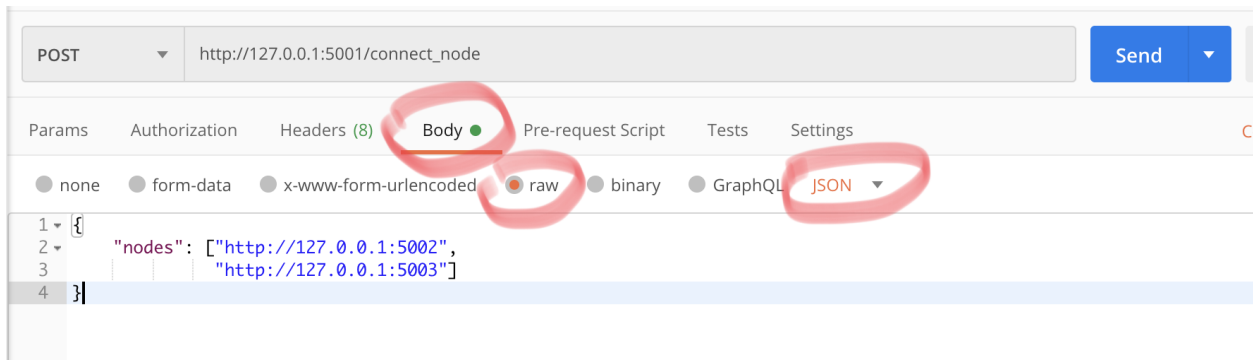 POST http://127.0.0.1:5001/connect_node Send
Params Authorization Headers (8) Body Pre-request Script Tests Settings C
none form-data x-www-form-urlencoded raw binary GraphQL JSON
1 {
2 "nodes": ["http://127.0.0.1:5002",
3 "http://127.0.0.1:5003"]
4 }